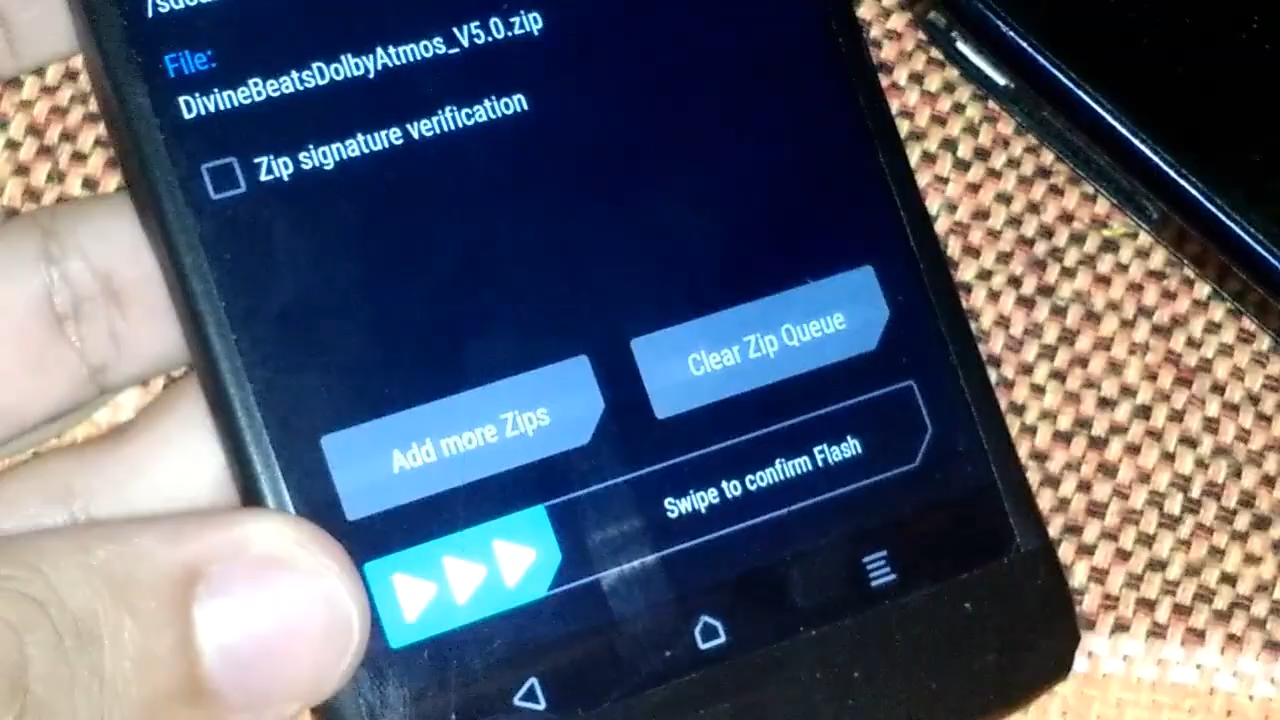 File:
DivineBeatsDolbyAtmos_V5.0.zip
Zip signature verification
Clear Zip Queue
Add more Zips
Swipe to confirm Flash